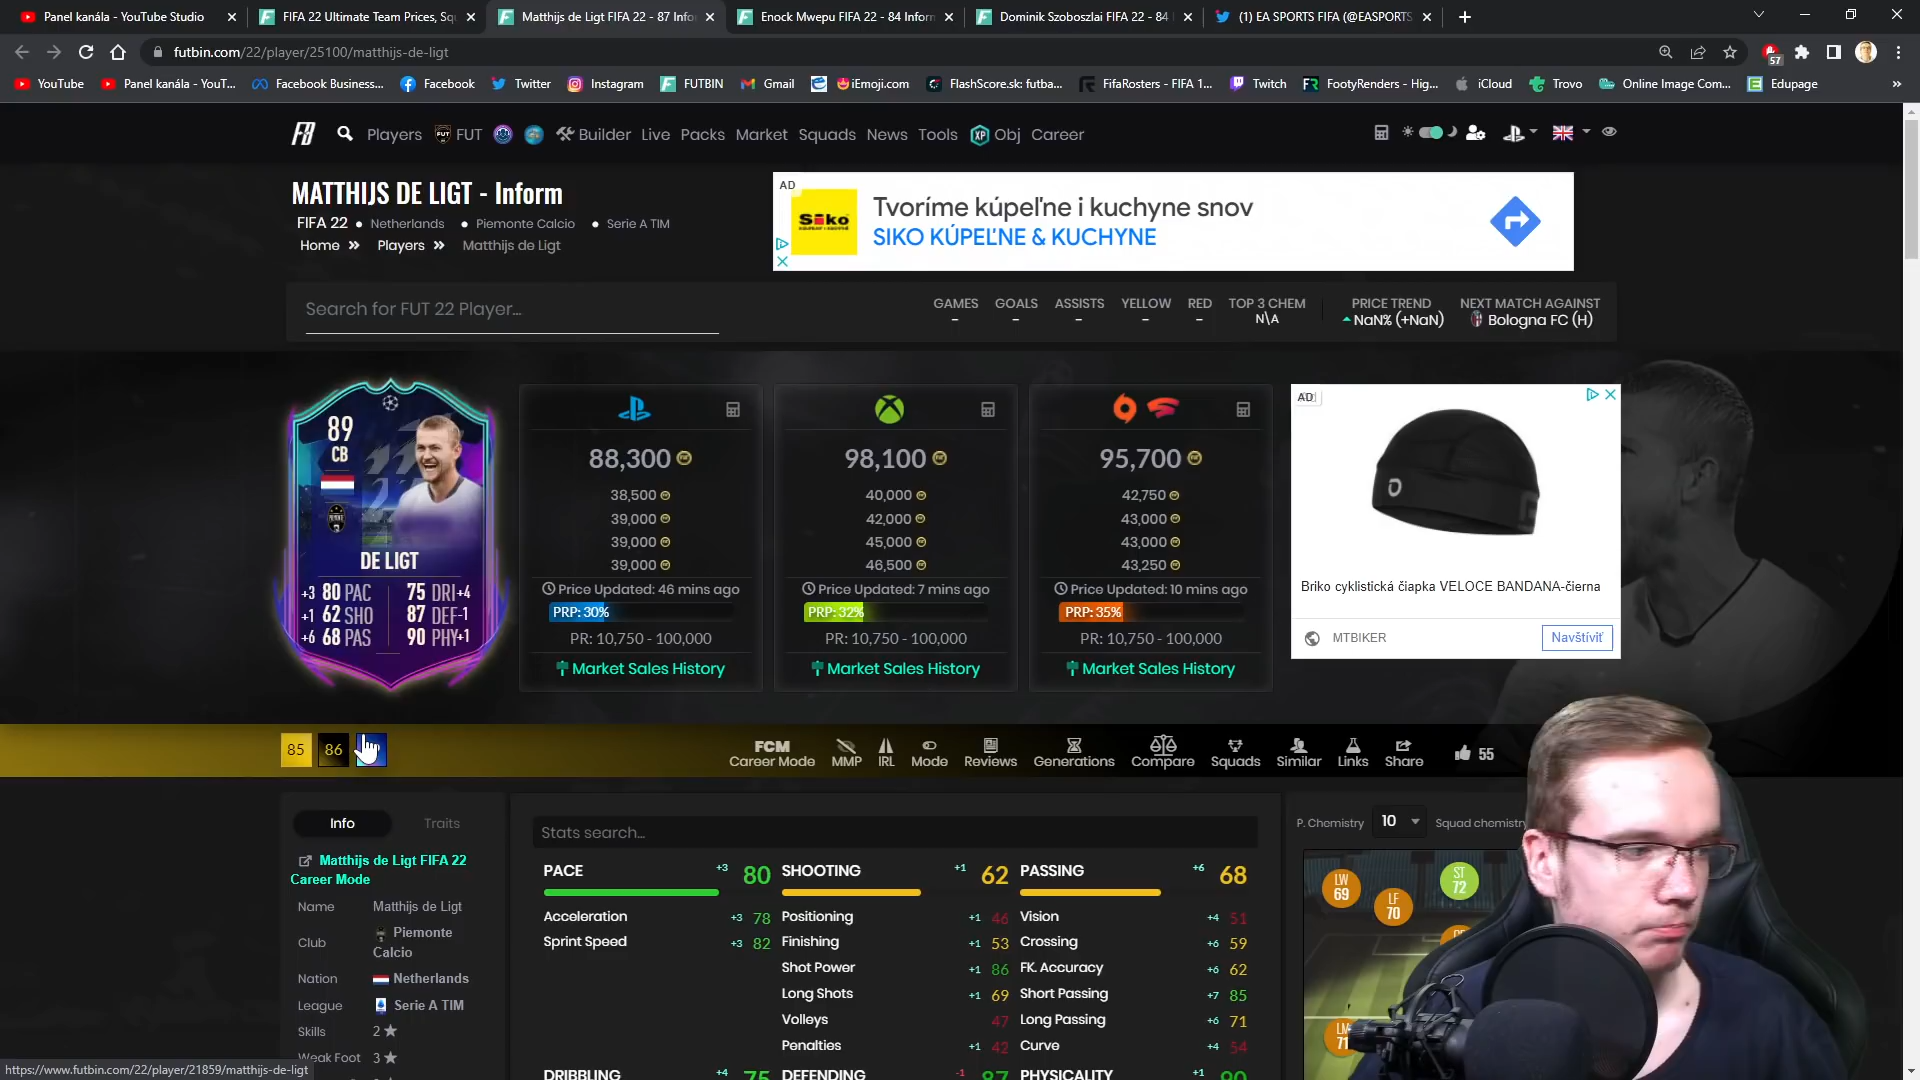 Panel kanála - YouTube Studio
FIFA 22 Ultimate Team Prices, Squ
Matthijs de Ligt FIFA 22 - 87 Info
Enock Mwepu FIFA 22 - 84 Inform
Dominik Szoboszlai FIFA 22 - 84
(1) EA SPORTS FIFA (@EASPORTS
futbin.com/22/player/25100/matthijs-de-ligt
57
YouTube
Panel kanála - YouT...
Facebook Business...
Facebook
Twitter
Instagram
FUTBIN
Gmail
iEmoji.com
FlashScore.sk: futba...
FifaRosters - FIFA 1...
Twitch
FootyRenders - Hig...
iCloud
Trovo
Online Image Com...
Edupage
Players
FUT
Builder
Live
Packs
Market
Squads
News
Tools
XP Obj
Career
MATTHIJS DE LIGT - Inform
FIFA 22 • Netherlands • Piemonte Calcio • Serie A TIM
Home » Players » Matthijs de Ligt
AD
Siko
Tvoríme kúpeľne i kuchyne snov
SIKO KÚPEĽNE & KUCHYNE
Search for FUT 22 Player...
GAMES GOALS ASSISTS YELLOW RED TOP 3 CHEM PRICE TREND NEXT MATCH AGAINST
- - - - - N\A NaN% (+NaN) Bologna FC (H)
89
CB
DE LIGT
+3 80 PAC 75 DRI +4
+1 62 SHO 87 DEF -1
+6 68 PAS 90 PHY +1
88,300
38,500
39,000
39,000
39,000
Price Updated: 46 mins ago
PRP: 30%
PR: 10,750 - 100,000
Market Sales History
98,100
40,000
42,000
45,000
46,500
Price Updated: 7 mins ago
PRP: 32%
PR: 10,750 - 100,000
Market Sales History
95,700
42,750
43,000
43,000
43,250
Price Updated: 10 mins ago
PRP: 35%
PR: 10,750 - 100,000
Market Sales History
AD
Briko cyklistická čiapka VELOCE BANDANA-čierna
MTBIKER
Navštíviť
85 86
FCM
Career Mode MMP IRL Mode Reviews Generations Compare Squads Similar Links Share 55
Info Traits
Matthijs de Ligt FIFA 22
Career Mode
Name Matthijs de Ligt
Club Piemonte
Calcio
Nation Netherlands
League Serie A TIM
Skills 2
Weak Foot 3
Stats search...
PACE +3 80
Acceleration +3 78
Sprint Speed +3 82
SHOOTING +1 62
Positioning +1 46
Finishing +1 53
Shot Power +1 86
Long Shots +1 69
Volleys 47
Penalties +1 42
PASSING +6 68
Vision +4 51
Crossing +6 59
FK. Accuracy +6 62
Short Passing +7 85
Long Passing +6 71
Curve +4 54
DRIBBLING +4 75
DEFENDING -1 87
PHYSICALITY +1 90
P. Chemistry 10 Squad chemistry
LW
69
LF
70
ST
72
LM
71
https://www.futbin.com/22/player/21859/matthijs-de-ligt